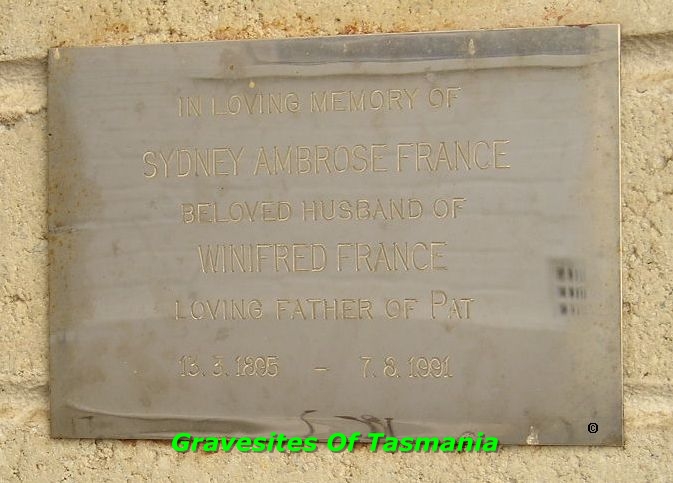 IN LOVING MEMORY OF
SYDNEY AMBROSE FRANCE
BELOVED HUSBAND OF
WINIFRED FRANCE
LOVING FATHER OF PAT
13.3.1895 – 7.8.1991
Gravesites Of Tasmania
©